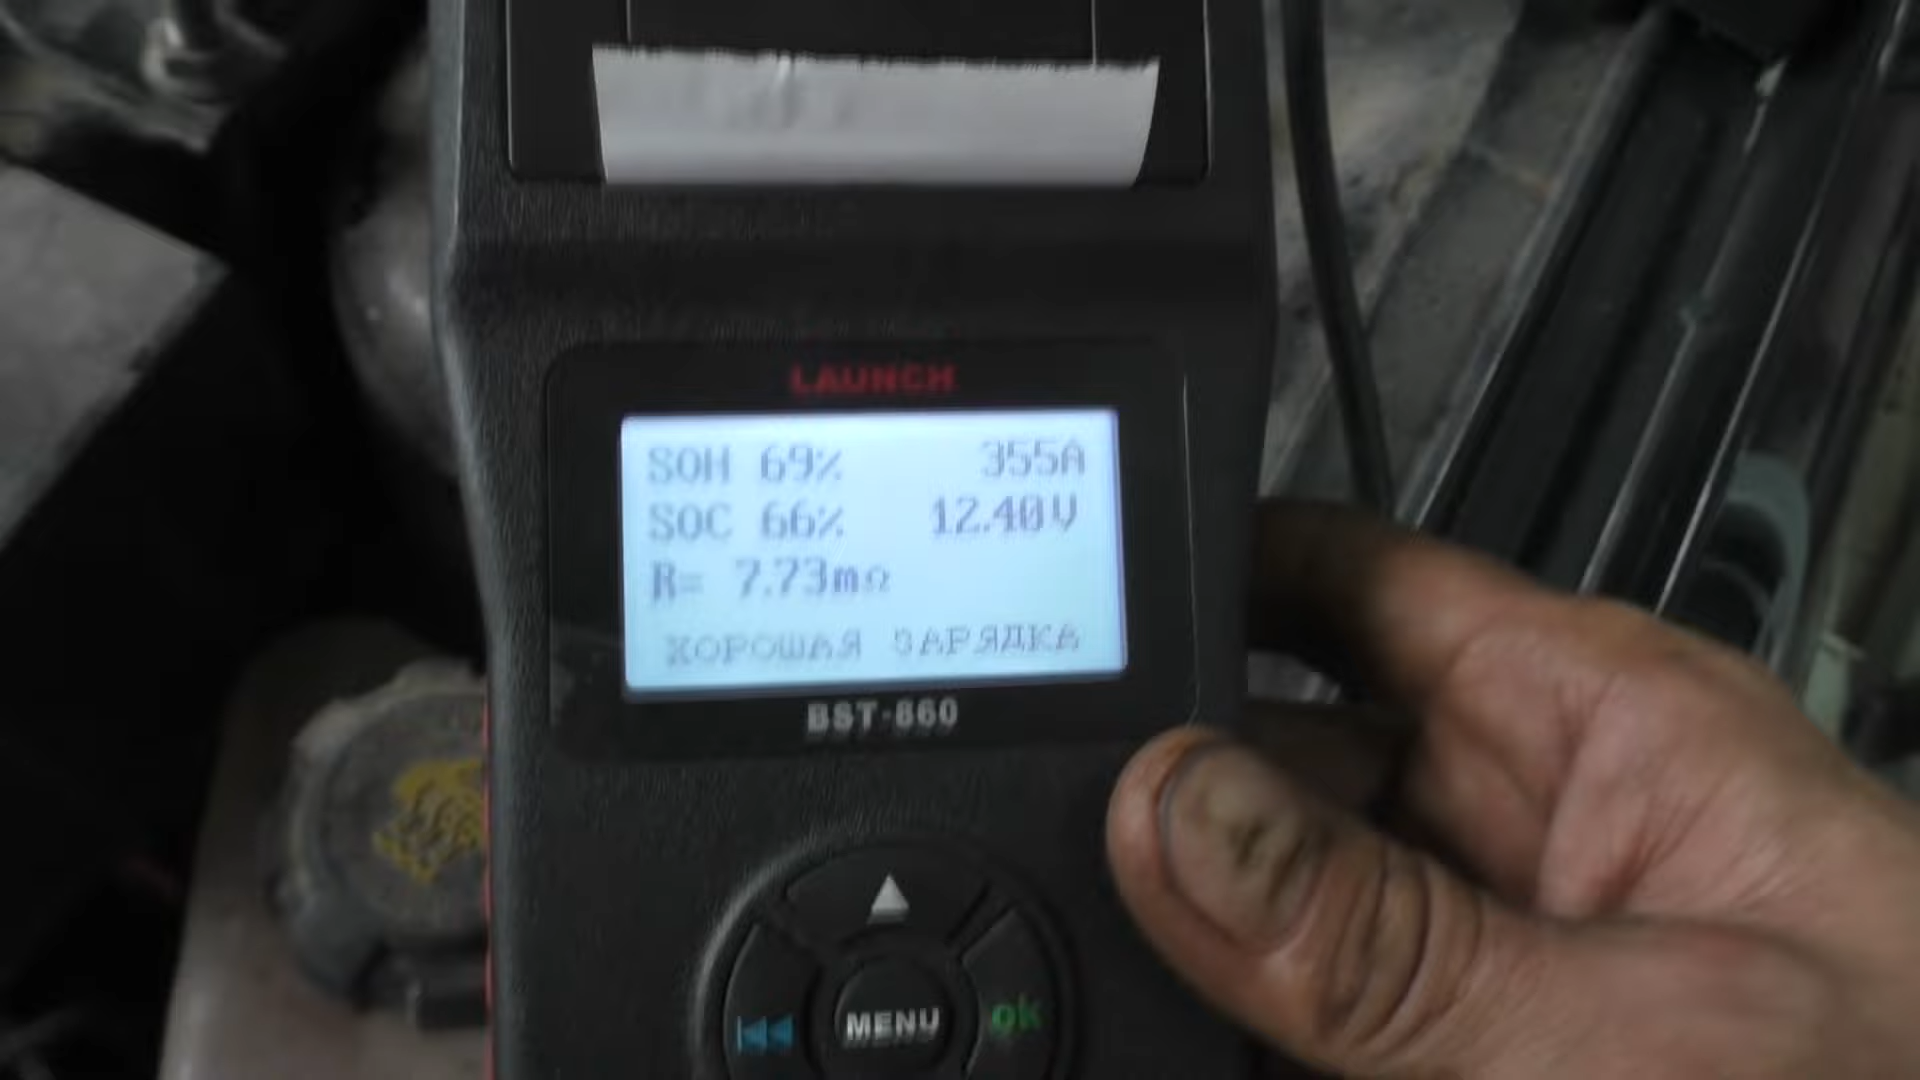 LAUNCH
SOH 69% 355A
SOC 66% 12.40V
R= 7.73mΩ
ХОРОШАЯ ЗАРЯДКА
BST-860
MENU
ok